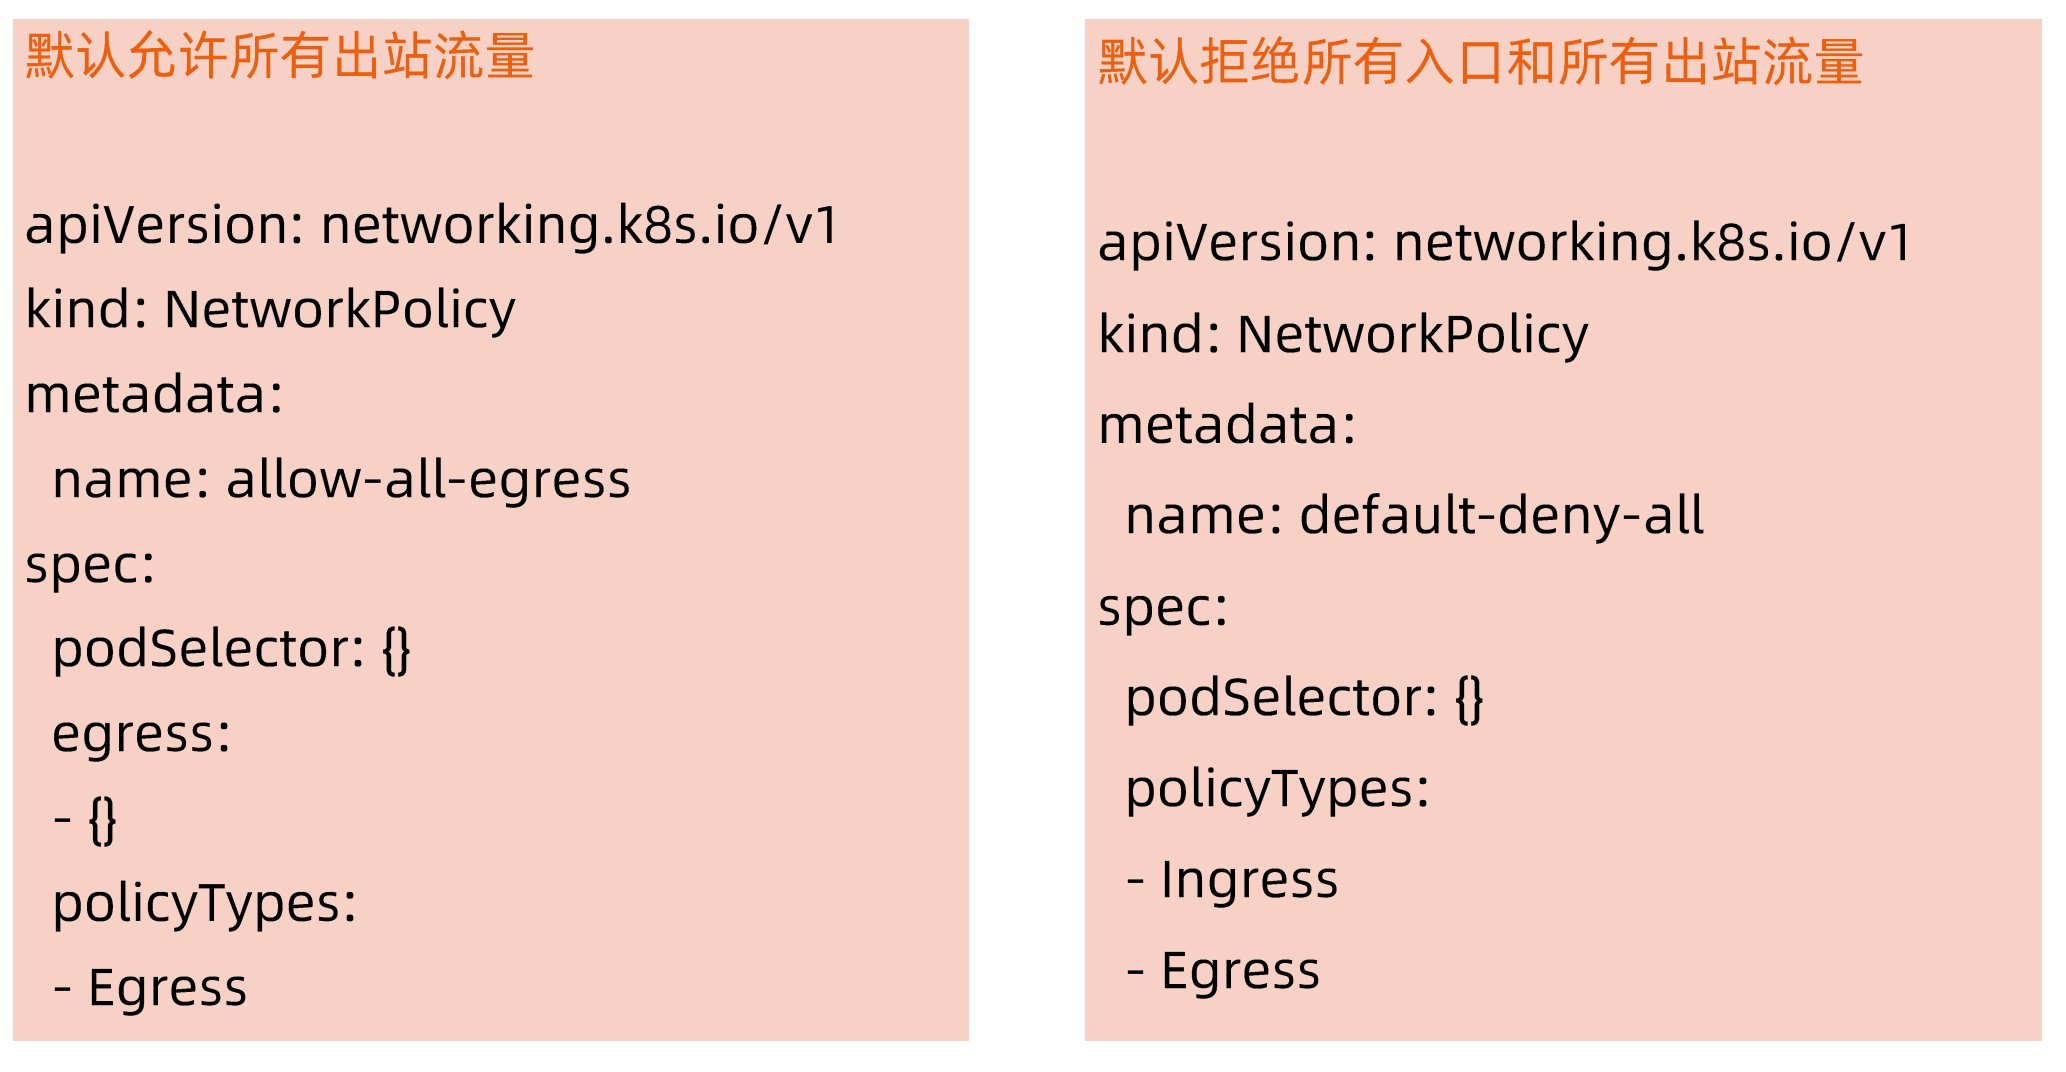 默认允许所有出站流量
apiVersion: networking.k8s.io/v1
kind: NetworkPolicy
metadata:
  name: allow-all-egress
spec:
  podSelector: {}
  egress:
  - {}
  policyTypes:
  - Egress
默认拒绝所有入口和所有出站流量
apiVersion: networking.k8s.io/v1
kind: NetworkPolicy
metadata:
  name: default-deny-all
spec:
  podSelector: {}
  policyTypes:
  - Ingress
  - Egress